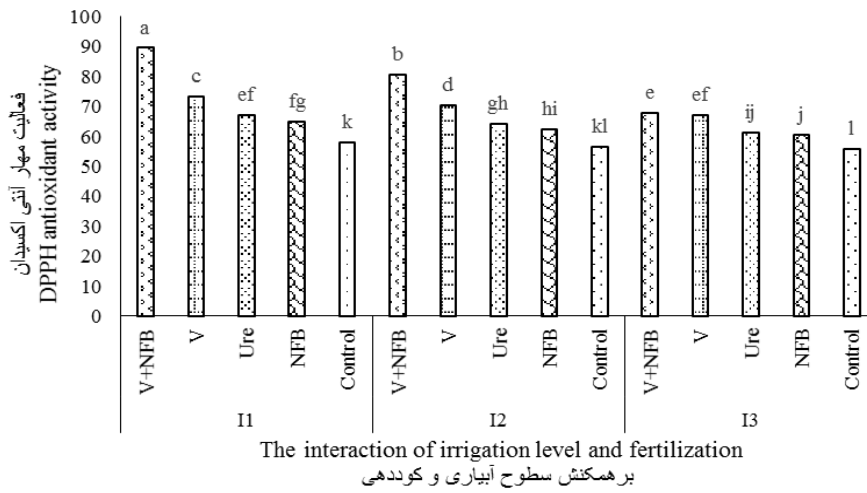 فعالیت مهار آنتی اکسیدان
DPPH antioxidant activity
100
90
80
70
60
50
40
30
20
10
0
a
c
ef
fg
k
b
d
gh
hi
kl
e
ef
ij
j
l
V+NFB
V
Ure
NFB
Control
V+NFB
V
Ure
NFB
Control
V+NFB
V
Ure
NFB
Control
I1
I2
I3
The interaction of irrigation level and fertilization
برهمکنش سطوح آبیاری و کوددهی